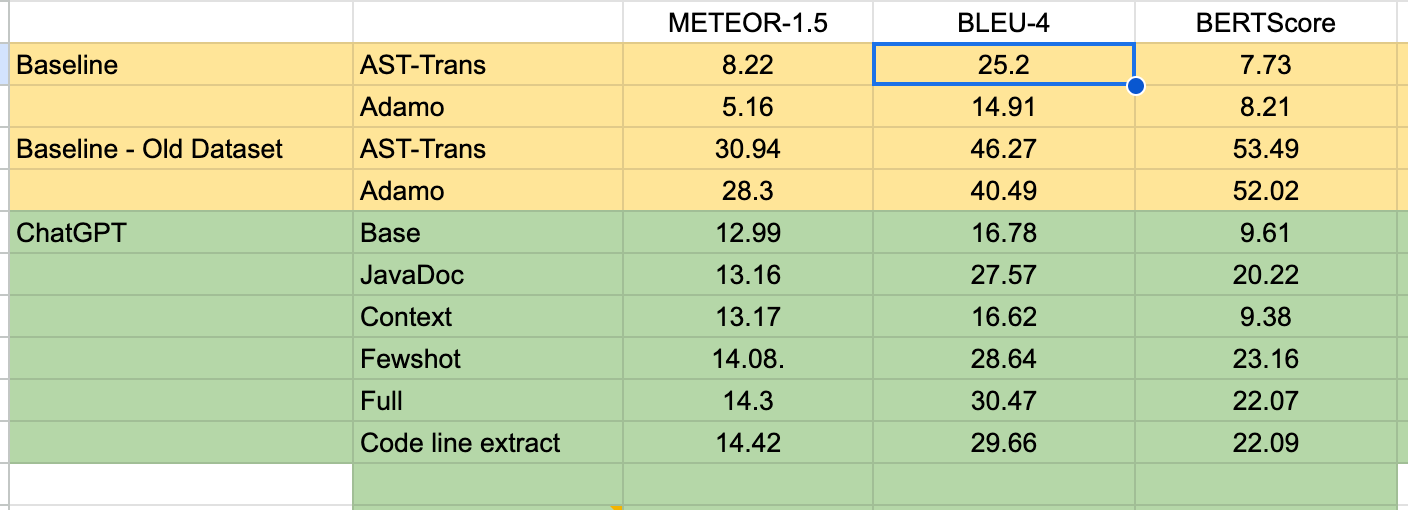 METEOR-1.5 BLEU-4 BERTScore
Baseline AST-Trans 8.22 25.2 7.73
Adamo 5.16 14.91 8.21
Baseline - Old Dataset AST-Trans 30.94 46.27 53.49
Adamo 28.3 40.49 52.02
ChatGPT Base 12.99 16.78 9.61
JavaDoc 13.16 27.57 20.22
Context 13.17 16.62 9.38
Fewshot 14.08. 28.64 23.16
Full 14.3 30.47 22.07
Code line extract 14.42 29.66 22.09